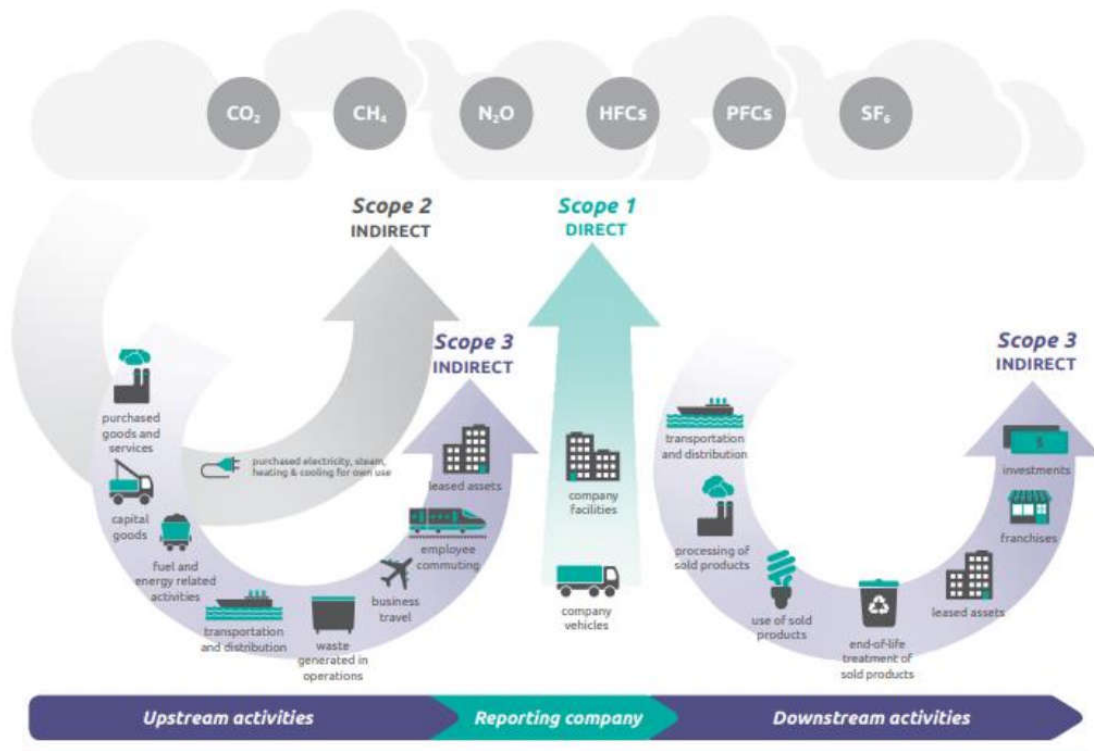 CO₂
CH₄
N₂O
HFCs
PFCs
SF₆
Scope 2
INDIRECT
Scope 1
DIRECT
Scope 3
INDIRECT
Scope 3
INDIRECT
purchased
goods and
services
capital
goods
fuel and
energy related
activities
transportation
and distribution
waste
generated in
operations
business
travel
employee
commuting
leased assets
purchased electricity, steam,
heating & cooling for own use
company
facilities
company
vehicles
transportation
and distribution
processing of
sold products
use of sold
products
end-of-life
treatment of
sold products
leased assets
franchises
investments
$
Upstream activities
Reporting company
Downstream activities